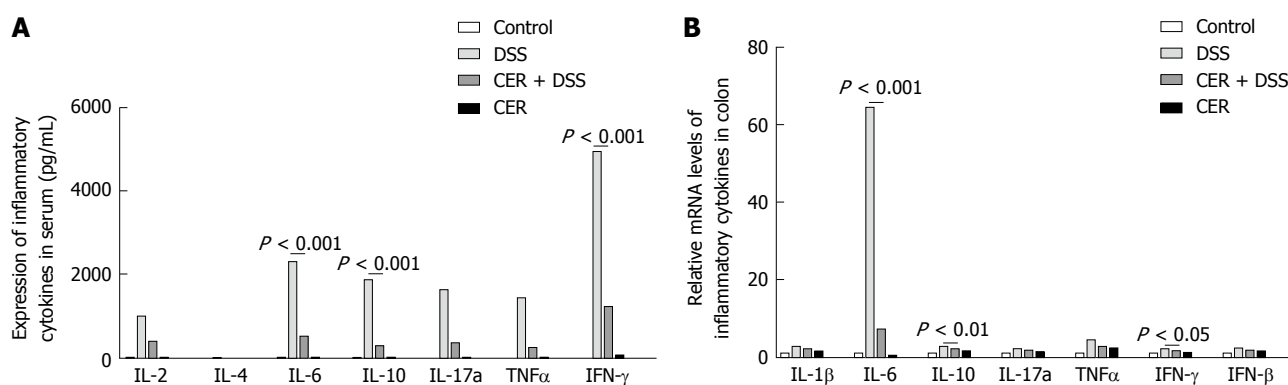 A
Control
DSS
CER + DSS
CER
Expression of inflammatory
cytokines in serum (pg/mL)
6000
4000
2000
0
P < 0.001
P < 0.001
P < 0.001
IL-2 IL-4 IL-6 IL-10 IL-17a TNFα IFN-γ
B
Control
DSS
CER + DSS
CER
Relative mRNA levels of
inflammatory cytokines in colon
80
60
40
20
0
P < 0.001
P < 0.01
P < 0.05
IL-1β IL-6 IL-10 IL-17a TNFα IFN-γ IFN-β